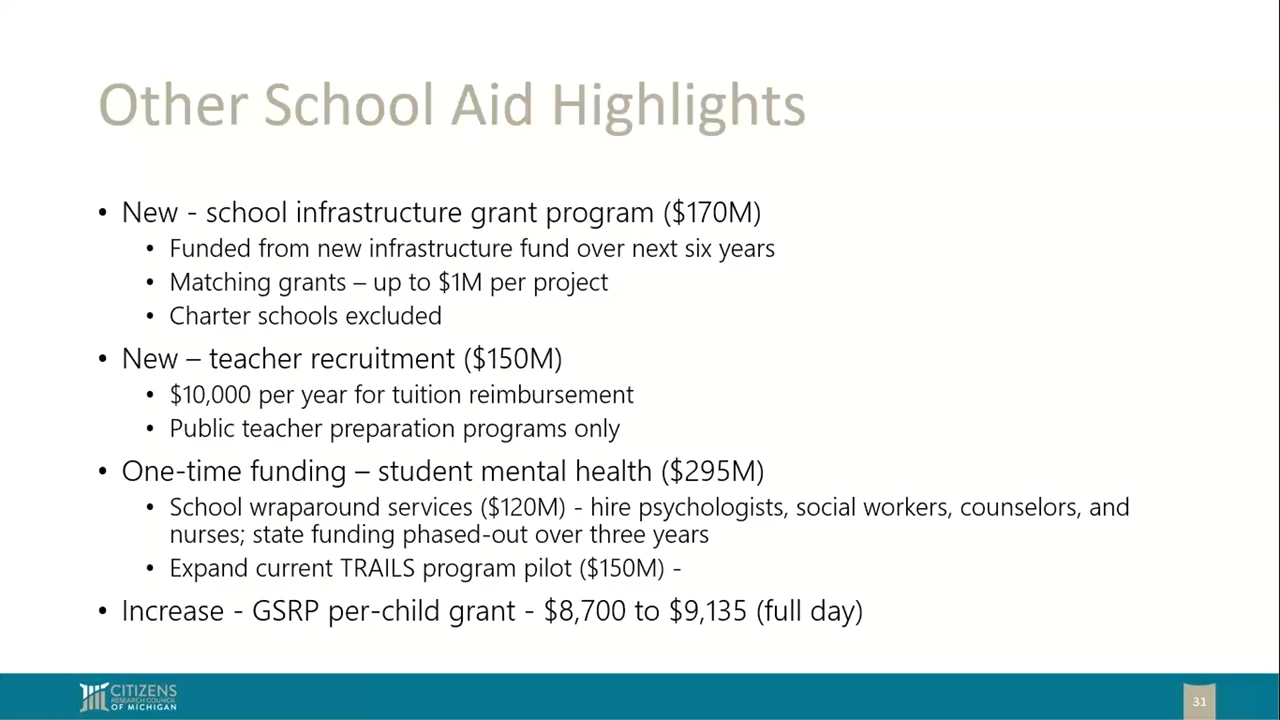 Other School Aid Highlights
• New - school infrastructure grant program ($170M)
• Funded from new infrastructure fund over next six years
• Matching grants – up to $1M per project
• Charter schools excluded
• New – teacher recruitment ($150M)
• $10,000 per year for tuition reimbursement
• Public teacher preparation programs only
• One-time funding – student mental health ($295M)
• School wraparound services ($120M) - hire psychologists, social workers, counselors, and
nurses; state funding phased-out over three years
• Expand current TRAILS program pilot ($150M) -
• Increase - GSRP per-child grant - $8,700 to $9,135 (full day)
CITIZENS
RESEARCH COUNCIL
OF MICHIGAN
31